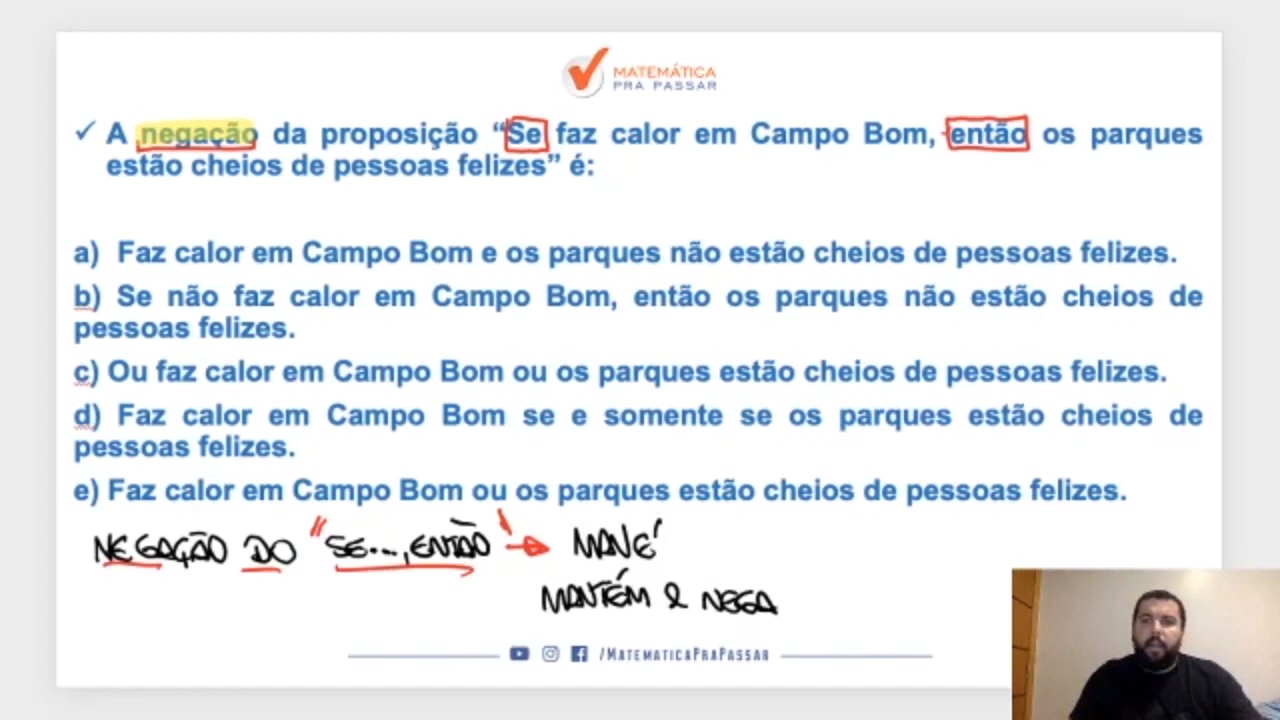 MATEMÁTICA
PRA PASSAR
✓ A negação da proposição “Se faz calor em Campo Bom, então os parques
estão cheios de pessoas felizes” é:
a) Faz calor em Campo Bom e os parques não estão cheios de pessoas felizes.
b) Se não faz calor em Campo Bom, então os parques não estão cheios de
pessoas felizes.
c) Ou faz calor em Campo Bom ou os parques estão cheios de pessoas felizes.
d) Faz calor em Campo Bom se e somente se os parques estão cheios de
pessoas felizes.
e) Faz calor em Campo Bom ou os parques estão cheios de pessoas felizes.
NEGAÇÃO DO "SE..., ENTÃO" → MANÉ
MANTÉM & NEGA
/MATEMATICAPRAPASSAR